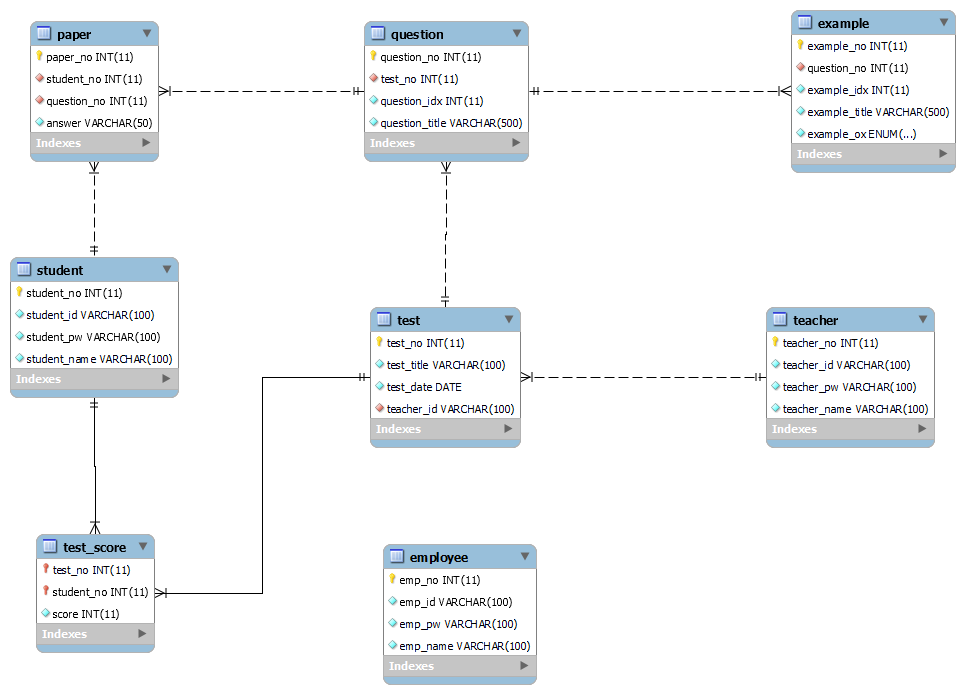 paper
paper_no INT(11)
student_no INT(11)
question_no INT(11)
answer VARCHAR(50)
Indexes
question
question_no INT(11)
test_no INT(11)
question_idx INT(11)
question_title VARCHAR(500)
Indexes
example
example_no INT(11)
question_no INT(11)
example_idx INT(11)
example_title VARCHAR(500)
example_ox ENUM(...)
Indexes
student
student_no INT(11)
student_id VARCHAR(100)
student_pw VARCHAR(100)
student_name VARCHAR(100)
Indexes
test
test_no INT(11)
test_title VARCHAR(100)
test_date DATE
teacher_id VARCHAR(100)
Indexes
teacher
teacher_no INT(11)
teacher_id VARCHAR(100)
teacher_pw VARCHAR(100)
teacher_name VARCHAR(100)
Indexes
test_score
test_no INT(11)
student_no INT(11)
score INT(11)
Indexes
employee
emp_no INT(11)
emp_id VARCHAR(100)
emp_pw VARCHAR(100)
emp_name VARCHAR(100)
Indexes